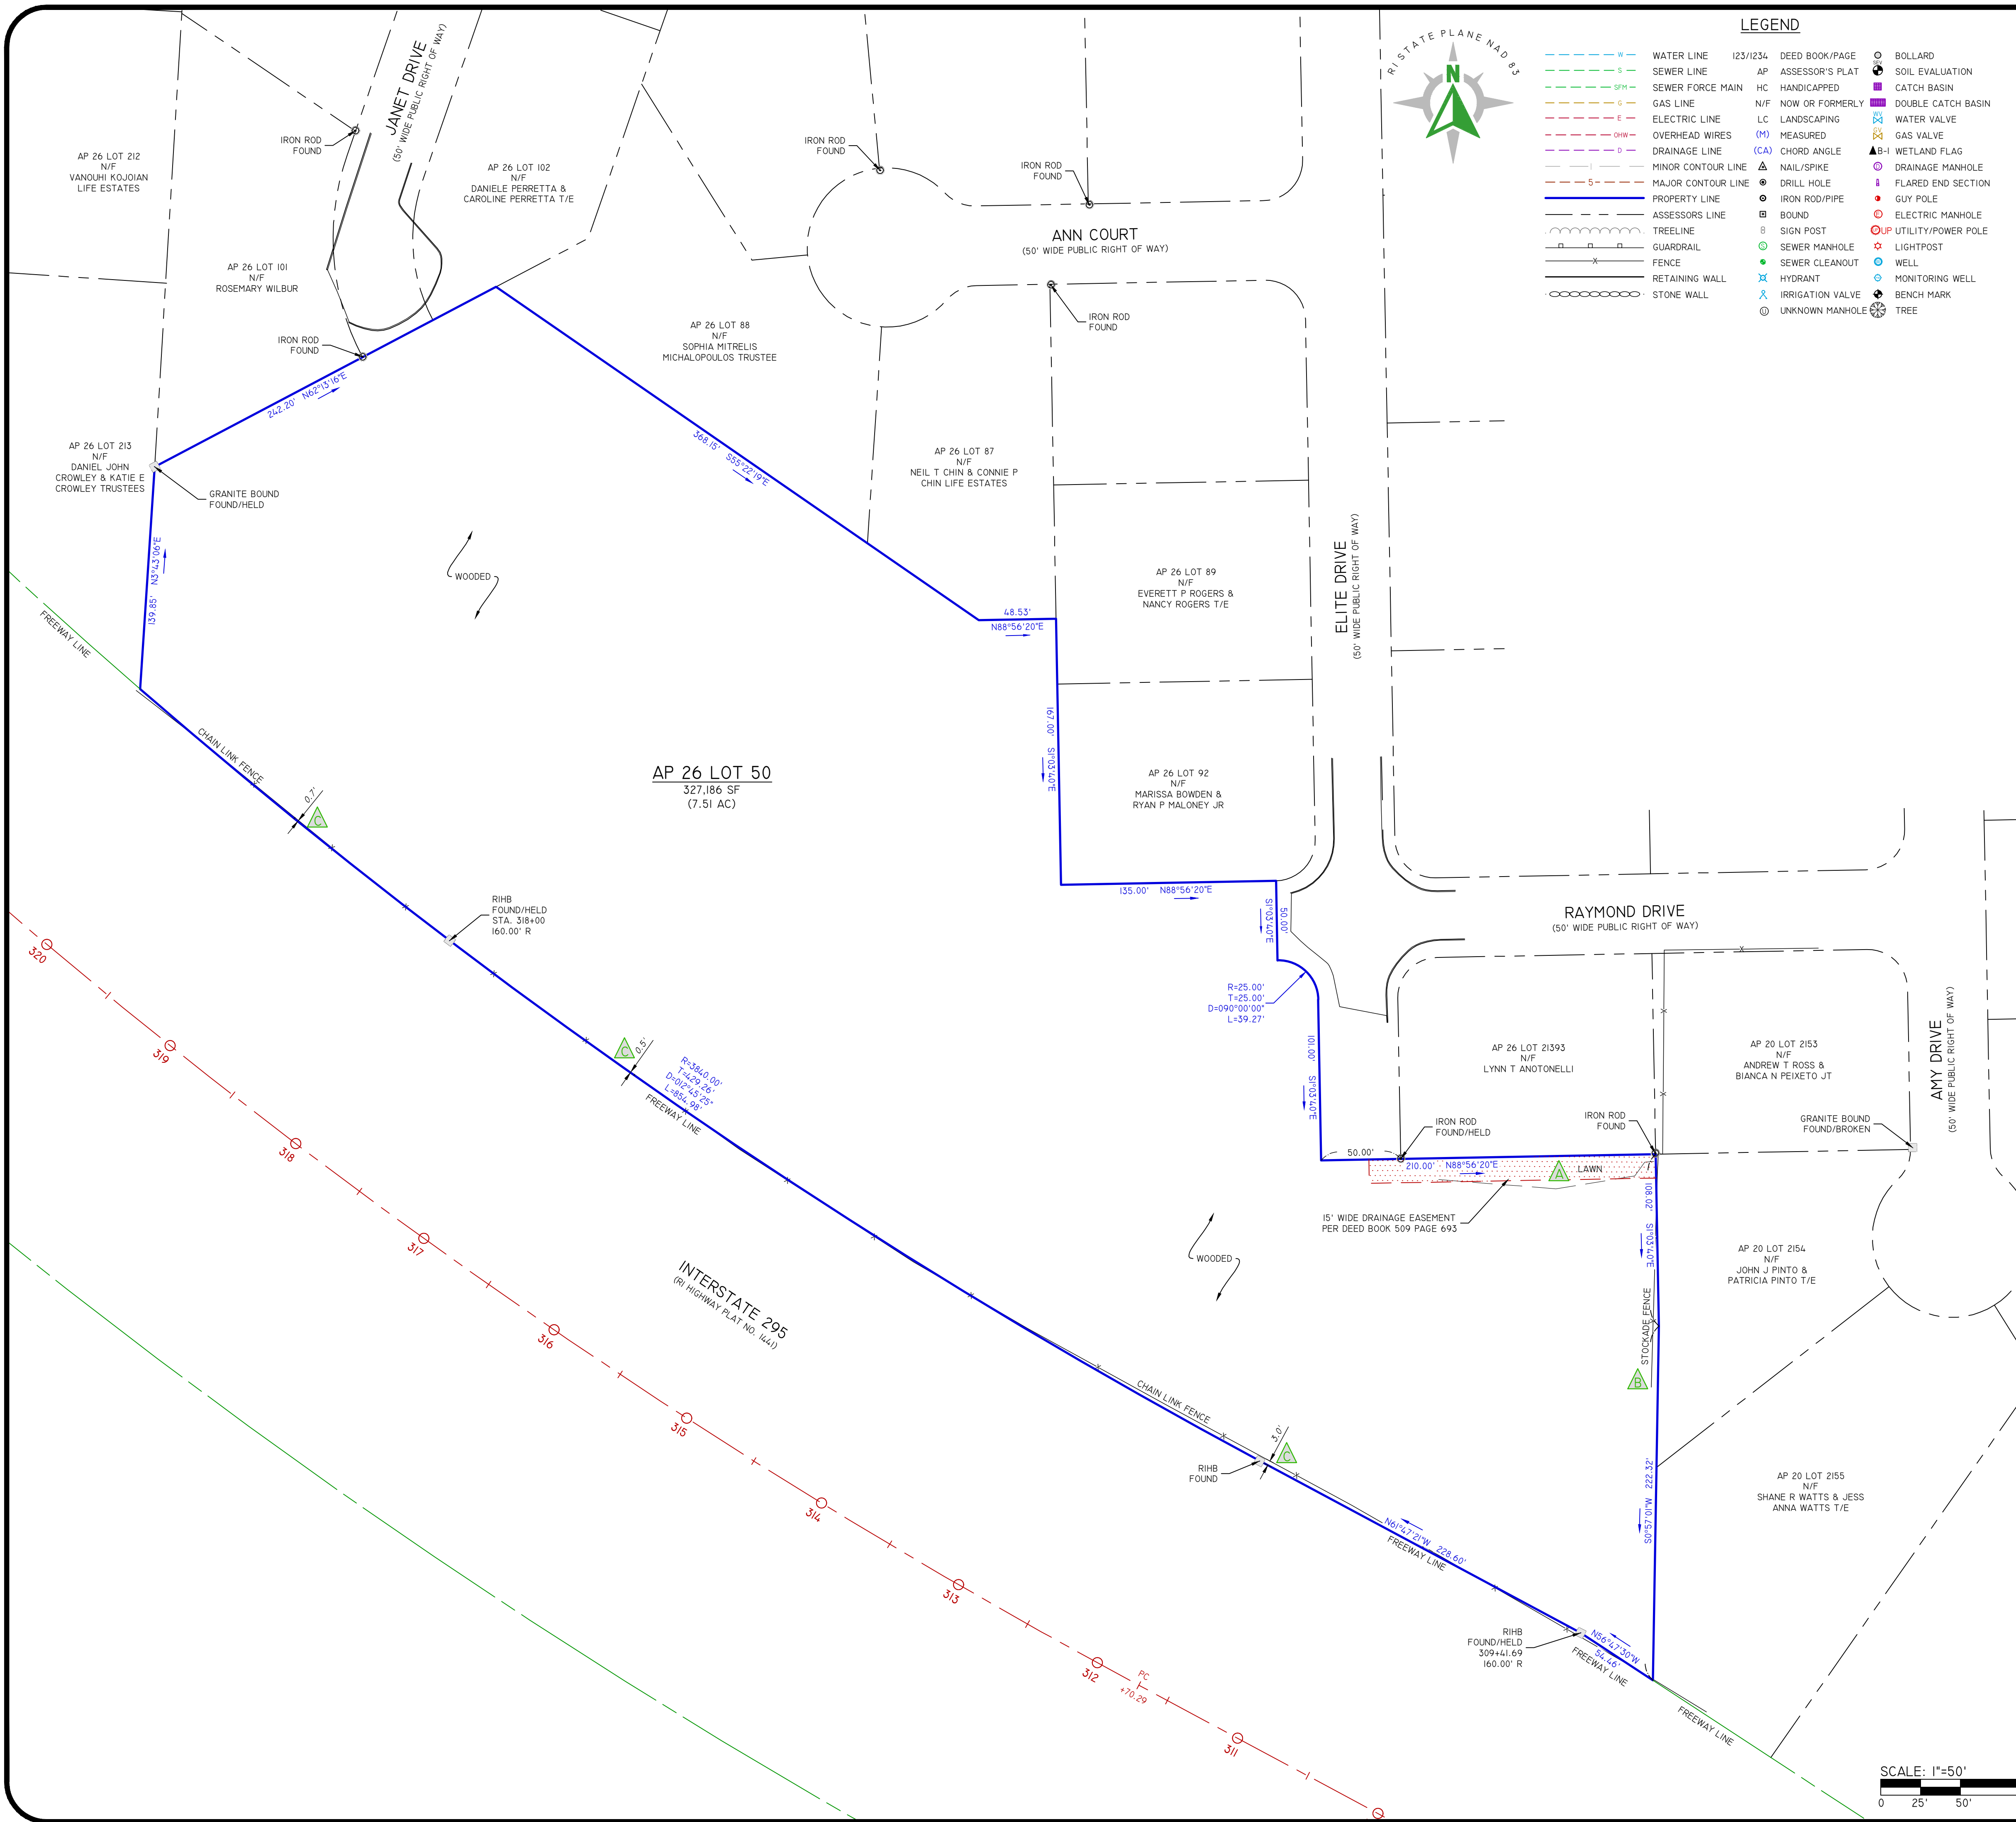 LEGEND
RI STATE PLANE NAD 83
N
W
WATER LINE
S
SEWER LINE
SFM
SEWER FORCE MAIN
G
GAS LINE
E
ELECTRIC LINE
OHW
OVERHEAD WIRES
D
DRAINAGE LINE
1
MINOR CONTOUR LINE
5
MAJOR CONTOUR LINE
PROPERTY LINE
ASSESSORS LINE
TREELINE
GUARDRAIL
X
FENCE
RETAINING WALL
STONE WALL
123/1234 DEED BOOK/PAGE
AP ASSESSOR'S PLAT
HC HANDICAPPED
N/F NOW OR FORMERLY
LC LANDSCAPING
(M) MEASURED
(CA) CHORD ANGLE
NAIL/SPIKE
DRILL HOLE
IRON ROD/PIPE
BOUND
SIGN POST
S SEWER MANHOLE
SEWER CLEANOUT
HYDRANT
IRRIGATION VALVE
U UNKNOWN MANHOLE
BOLLARD
SOIL EVALUATION
CATCH BASIN
DOUBLE CATCH BASIN
WV
WATER VALVE
GV
GAS VALVE
B-1 WETLAND FLAG
D DRAINAGE MANHOLE
FLARED END SECTION
GUY POLE
E ELECTRIC MANHOLE
UP UTILITY/POWER POLE
LIGHTPOST
WELL
MONITORING WELL
BENCH MARK
TREE
JANET DRIVE
(50' WIDE PUBLIC RIGHT OF WAY)
IRON ROD
FOUND
AP 26 LOT 212
N/F
VANOUHI KOJOIAN
LIFE ESTATES
AP 26 LOT 102
N/F
DANIELE PERRETTA &
CAROLINE PERRETTA T/E
IRON ROD
FOUND
IRON ROD
FOUND
ANN COURT
(50' WIDE PUBLIC RIGHT OF WAY)
AP 26 LOT 101
N/F
ROSEMARY WILBUR
IRON ROD
FOUND
IRON ROD
FOUND
AP 26 LOT 88
N/F
SOPHIA MITRELIS
MICHALOPOULOS TRUSTEE
242.20' N62°13'16"E
AP 26 LOT 213
N/F
DANIEL JOHN
CROWLEY & KATIE E
CROWLEY TRUSTEES
GRANITE BOUND
FOUND/HELD
368.15' S55°22'19"E
AP 26 LOT 87
N/F
NEIL T CHIN & CONNIE P
CHIN LIFE ESTATES
139.85' N3°43'06"E
WOODED
FREEWAY LINE
48.53'
N88°56'20"E
AP 26 LOT 89
N/F
EVERETT P ROGERS &
NANCY ROGERS T/E
ELITE DRIVE
(50' WIDE PUBLIC RIGHT OF WAY)
CHAIN LINK FENCE
0.7'
C
AP 26 LOT 50
327,186 SF
(7.51 AC)
167.00' S1°03'40"E
AP 26 LOT 92
N/F
MARISSA BOWDEN &
RYAN P MALONEY JR
135.00' N88°56'20"E
50.00'
S1°03'40"E
RIHB
FOUND/HELD
STA. 318+00
160.00' R
RAYMOND DRIVE
(50' WIDE PUBLIC RIGHT OF WAY)
R=25.00'
T=25.00'
D=090°00'00"
L=39.27'
101.00' S1°03'40"E
C
0.5'
R=3840.00'
T=429.26'
D=012°45'25"
L=854.98'
FREEWAY LINE
AP 26 LOT 21393
N/F
LYNN T ANOTONELLI
AP 20 LOT 2153
N/F
ANDREW T ROSS &
BIANCA N PEIXETO JT
AMY DRIVE
(50' WIDE PUBLIC RIGHT OF WAY)
IRON ROD
FOUND/HELD
IRON ROD
FOUND
GRANITE BOUND
FOUND/BROKEN
50.00'
210.00' N88°56'20"E
A
LAWN
15' WIDE DRAINAGE EASEMENT
PER DEED BOOK 509 PAGE 693
108.02' S1°03'40"E
WOODED
AP 20 LOT 2154
N/F
JOHN J PINTO &
PATRICIA PINTO T/E
STOCKADE FENCE
B
INTERSTATE 295
(RI HIGHWAY PLAT NO. 1441)
CHAIN LINK FENCE
3.0'
C
RIHB
FOUND
S0°57'01"W 222.32'
AP 20 LOT 2155
N/F
SHANE R WATTS & JESS
ANNA WATTS T/E
N61°47'21"W 228.60'
FREEWAY LINE
RIHB
FOUND/HELD
309+41.69
160.00' R
N56°47'30"W
54.46'
FREEWAY LINE
FREEWAY LINE
320
319
318
317
316
315
314
313
312
PC
+70.29
311
SCALE: 1"=50'
0 25' 50'